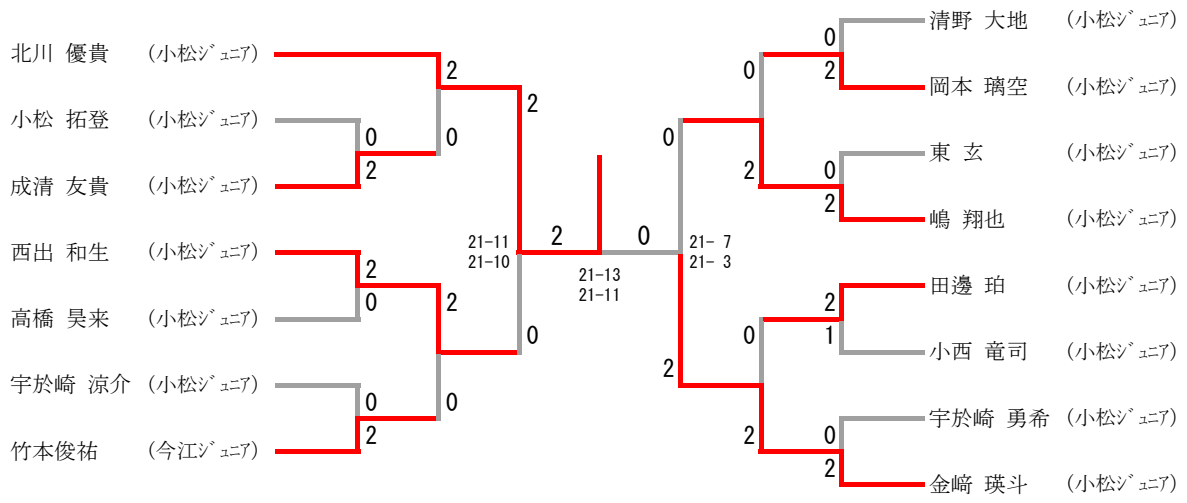 北川 優貴 (小松ｼﾞｭﾆｱ)
小松 拓登 (小松ｼﾞｭﾆｱ)
成清 友貴 (小松ｼﾞｭﾆｱ)
西出 和生 (小松ｼﾞｭﾆｱ)
高橋 昊来 (小松ｼﾞｭﾆｱ)
宇於崎 涼介 (小松ｼﾞｭﾆｱ)
竹本俊祐 (今江ｼﾞｭﾆｱ)
0
2
2
0
2
0
0
2
2
0
2
0
21-11
21-10
2
0
21-13
21-11
21- 7
21- 3
0
2
0
2
0
2
0
2
0
2
2
1
0
2
清野 大地 (小松ｼﾞｭﾆｱ)
岡本 璃空 (小松ｼﾞｭﾆｱ)
東 玄 (小松ｼﾞｭﾆｱ)
嶋 翔也 (小松ｼﾞｭﾆｱ)
田邊 珀 (小松ｼﾞｭﾆｱ)
小西 竜司 (小松ｼﾞｭﾆｱ)
宇於崎 勇希 (小松ｼﾞｭﾆｱ)
金﨑 瑛斗 (小松ｼﾞｭﾆｱ)